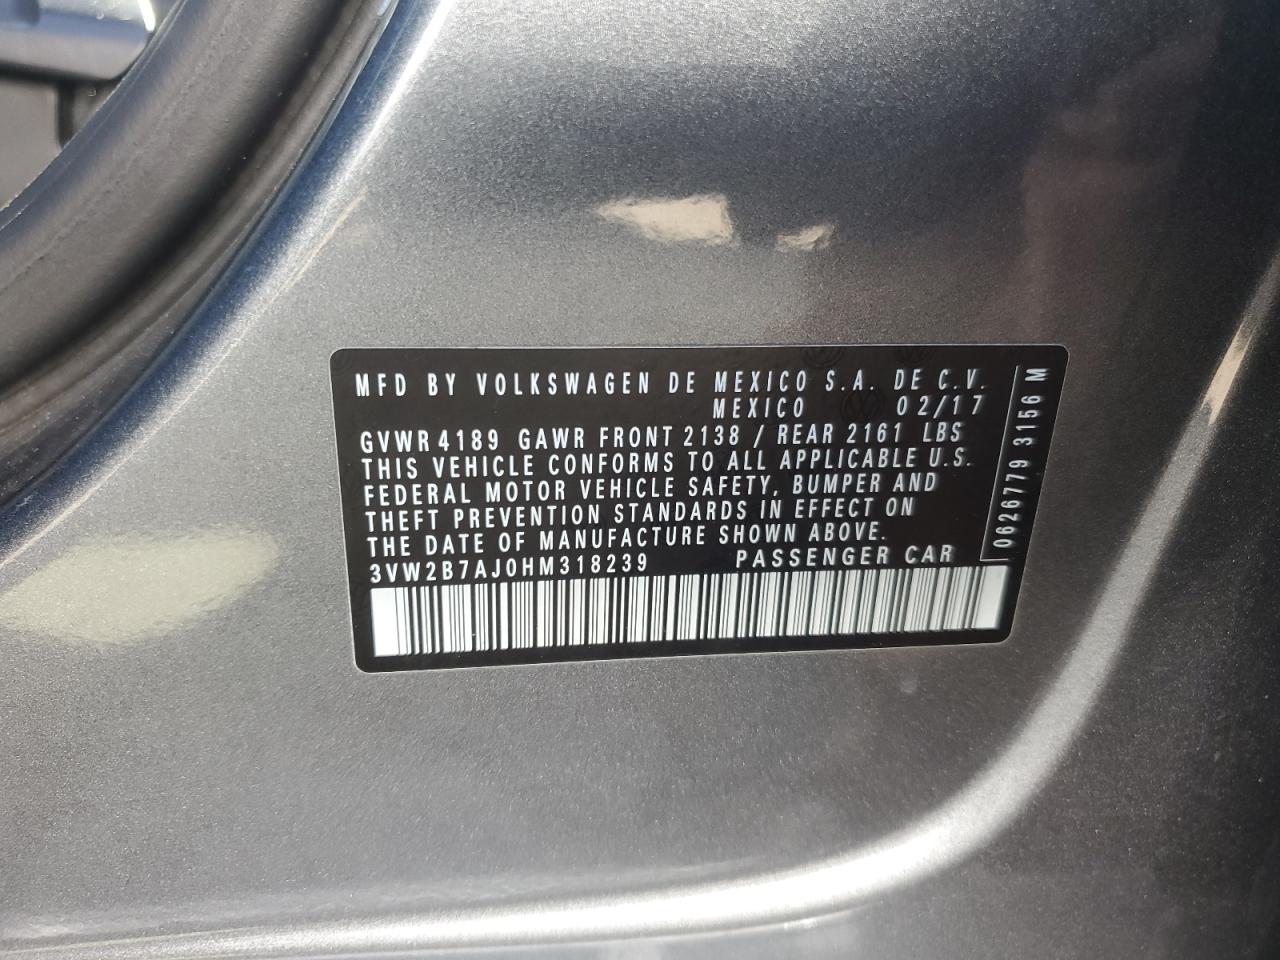 MFD BY VOLKSWAGEN DE MEXICO S.A. DE C.V.
MEXICO 02/17
GVWR 4189 GAWR FRONT 2138 / REAR 2161 LBS
THIS VEHICLE CONFORMS TO ALL APPLICABLE U.S.
FEDERAL MOTOR VEHICLE SAFETY, BUMPER AND
THEFT PREVENTION STANDARDS IN EFFECT ON
THE DATE OF MANUFACTURE SHOWN ABOVE.
3VW2B7AJ0HM318239 PASSENGER CAR
0626779 3156 M